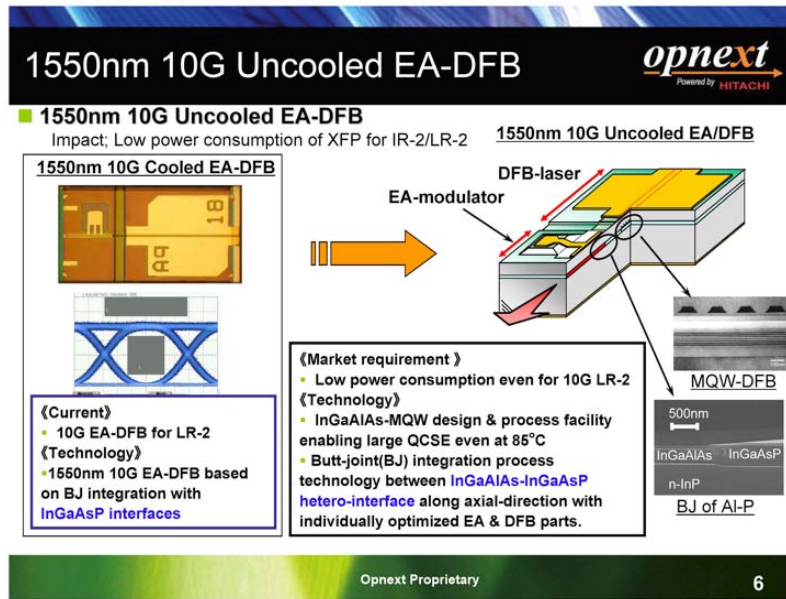 1550nm 10G Uncooled EA-DFB
opnext
Powered by HITACHI
1550nm 10G Uncooled EA-DFB
Impact; Low power consumption of XFP for IR-2/LR-2
1550nm 10G Cooled EA-DFB
A9
18
《Current》
10G EA-DFB for LR-2
《Technology》
1550nm 10G EA-DFB based
on BJ integration with
InGaAsP interfaces
1550nm 10G Uncooled EA/DFB
DFB-laser
EA-modulator
《Market requirement 》
Low power consumption even for 10G LR-2
《Technology》
InGaAlAs-MQW design & process facility
enabling large QCSE even at 85°C
Butt-joint(BJ) integration process
technology between InGaAlAs-InGaAsP
hetero-interface along axial-direction with
individually optimized EA & DFB parts.
MQW-DFB
500nm
InGaAlAs
InGaAsP
n-InP
BJ of Al-P
Opnext Proprietary
6